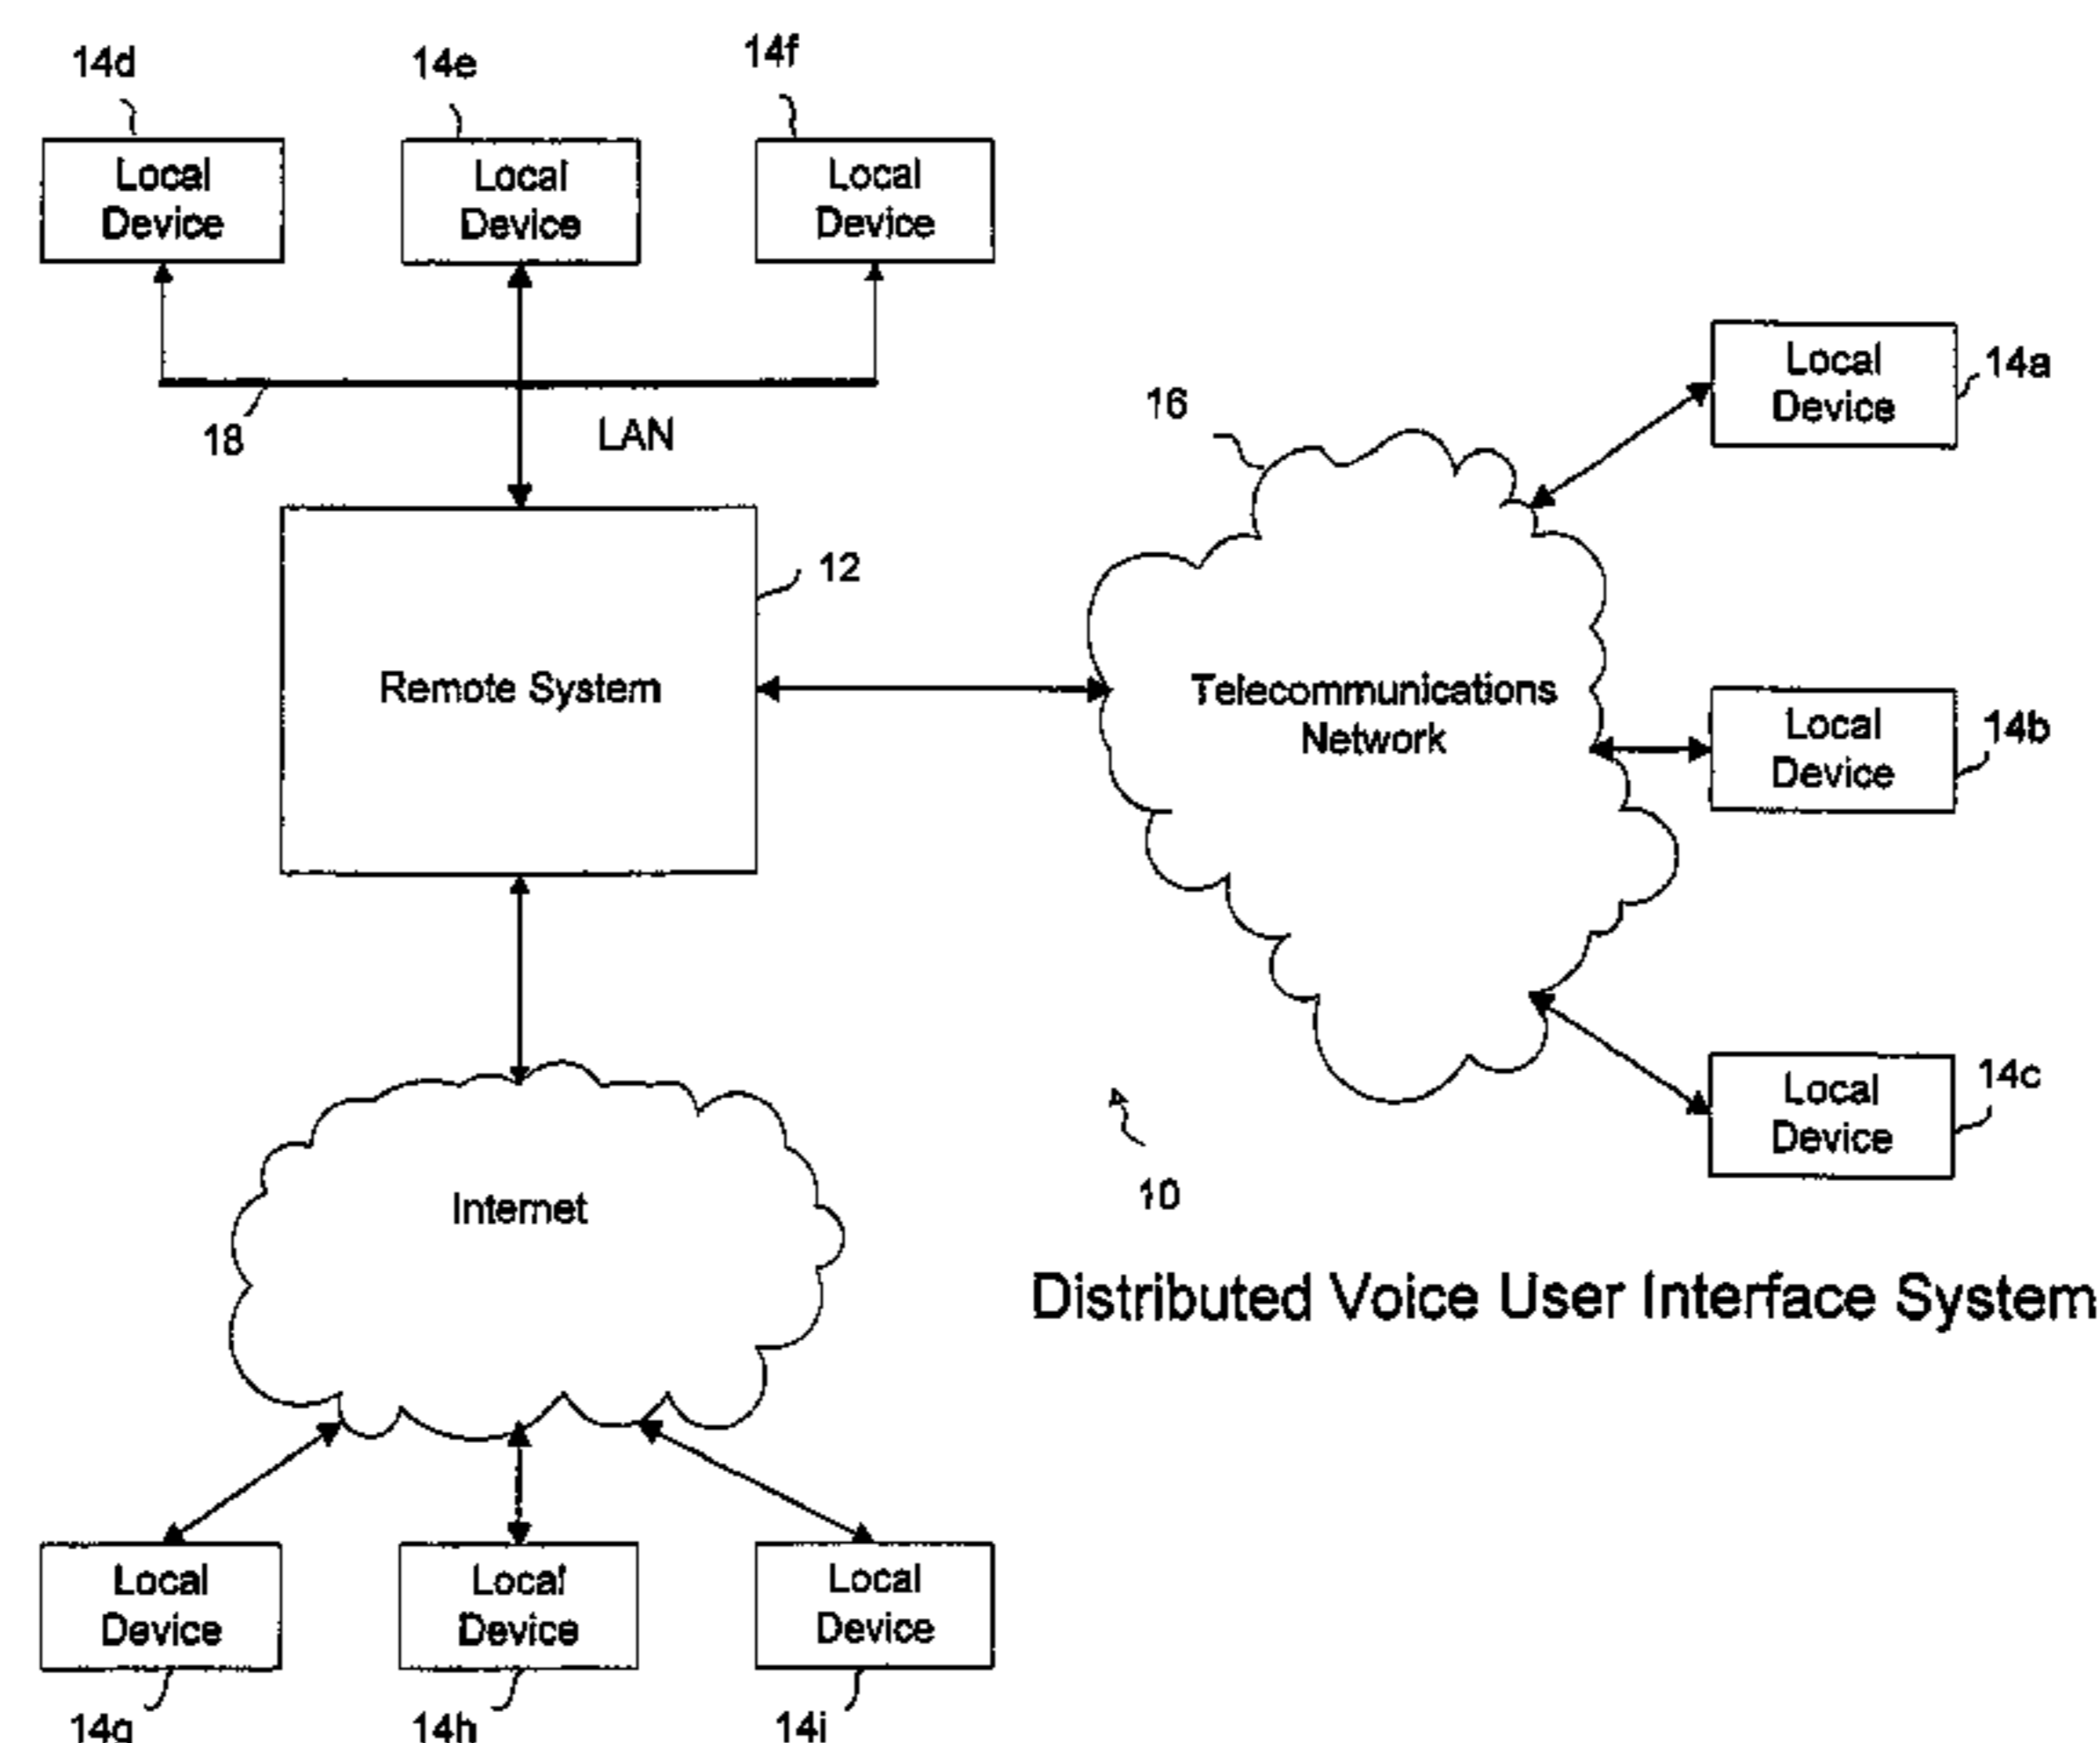 14d
14e
14f
Local
Device
Local
Device
Local
Device
18
LAN
12
Remote System
16
Telecommunications
Network
Local
Device
14a
Local
Device
14b
Local
Device
14c
10
Internet
Distributed Voice User Interface System
Local
Device
Local
Device
Local
Device
14g
14h
14i